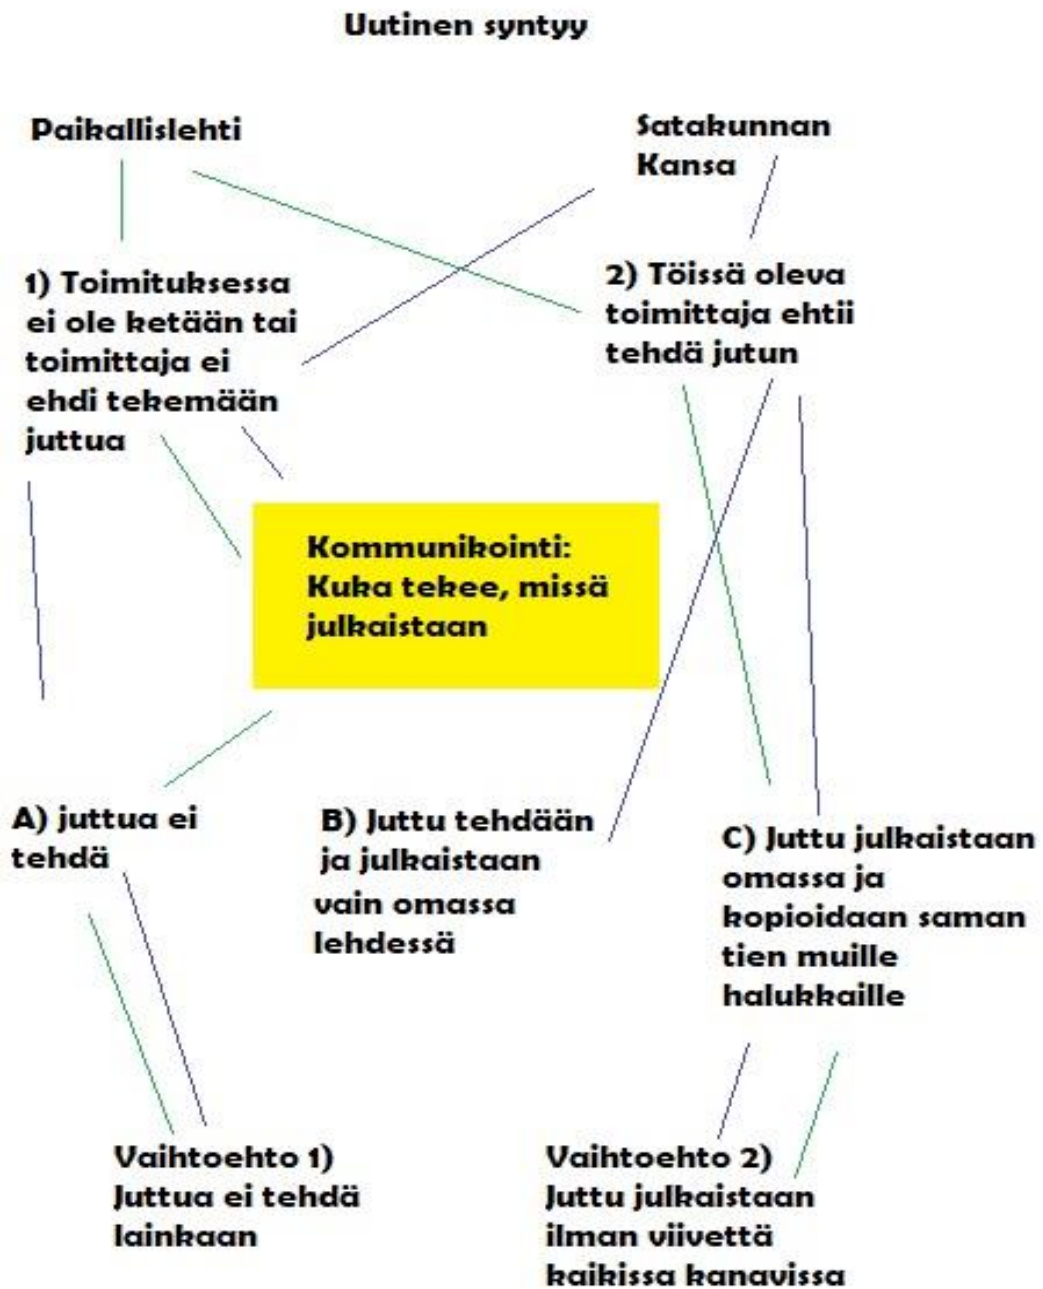 Uutinen syntyy
Paikallislehti
Satakunnan
Kansa
1) Toimituksessa
ei ole ketään tai
toimittaja ei
ehdi tekemään
juttua
2) Töissä oleva
toimittaja ehtii
tehdä jutun
Kommunikointi:
Kuka tekee, missä
julkaistaan
A) juttua ei
tehdä
B) Juttu tehdään
ja julkaistaan
vain omassa
lehdessä
C) Juttu julkaistaan
omassa ja
kopioidaan saman
tien muille
halukkaille
Vaihtoehto 1)
Juttua ei tehdä
lainkaan
Vaihtoehto 2)
Juttu julkaistaan
ilman viivettä
kaikissa kanavissa